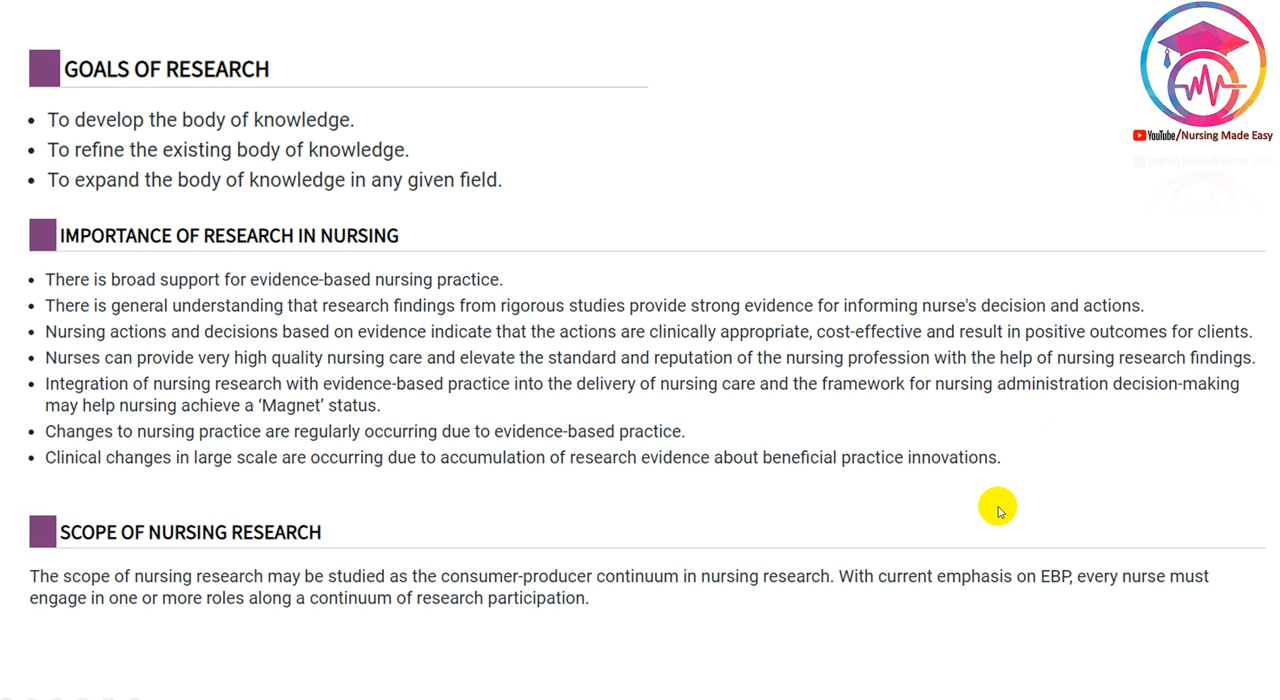 GOALS OF RESEARCH
To develop the body of knowledge.
To refine the existing body of knowledge.
To expand the body of knowledge in any given field.
YouTube/Nursing Made Easy
IMPORTANCE OF RESEARCH IN NURSING
There is broad support for evidence-based nursing practice.
There is general understanding that research findings from rigorous studies provide strong evidence for informing nurse's decision and actions.
Nursing actions and decisions based on evidence indicate that the actions are clinically appropriate, cost-effective and result in positive outcomes for clients.
Nurses can provide very high quality nursing care and elevate the standard and reputation of the nursing profession with the help of nursing research findings.
Integration of nursing research with evidence-based practice into the delivery of nursing care and the framework for nursing administration decision-making
may help nursing achieve a ‘Magnet’ status.
Changes to nursing practice are regularly occurring due to evidence-based practice.
Clinical changes in large scale are occurring due to accumulation of research evidence about beneficial practice innovations.
SCOPE OF NURSING RESEARCH
The scope of nursing research may be studied as the consumer-producer continuum in nursing research. With current emphasis on EBP, every nurse must
engage in one or more roles along a continuum of research participation.